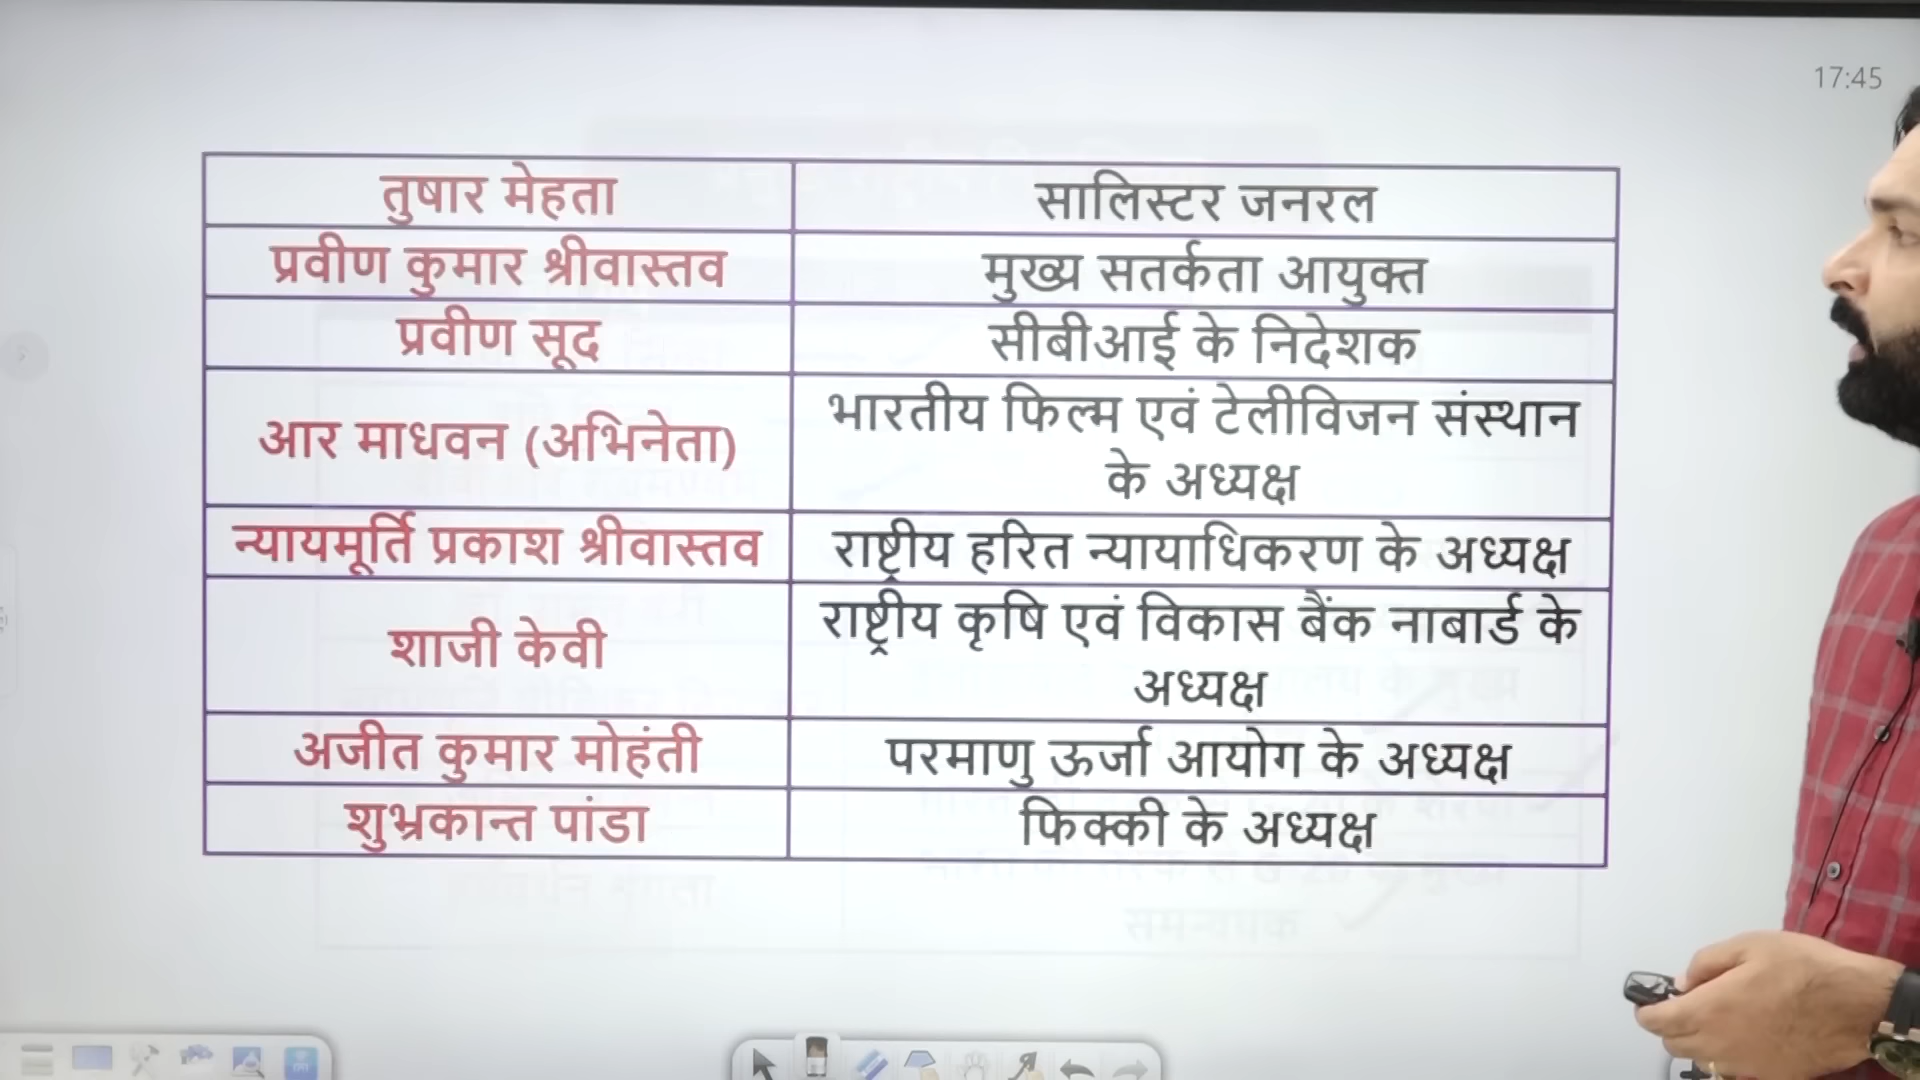 17:45
तुषार मेहता सालिस्टर जनरल
प्रवीण कुमार श्रीवास्तव मुख्य सतर्कता आयुक्त
प्रवीण सूद सीबीआई के निदेशक
आर माधवन (अभिनेता) भारतीय फिल्म एवं टेलीविजन संस्थान
के अध्यक्ष
न्यायमूर्ति प्रकाश श्रीवास्तव राष्ट्रीय हरित न्यायाधिकरण के अध्यक्ष
शाजी केवी राष्ट्रीय कृषि एवं विकास बैंक नाबार्ड के
अध्यक्ष
अजीत कुमार मोहंती परमाणु ऊर्जा आयोग के अध्यक्ष
शुभ्रकान्त पांडा फिक्की के अध्यक्ष
समन्वयक